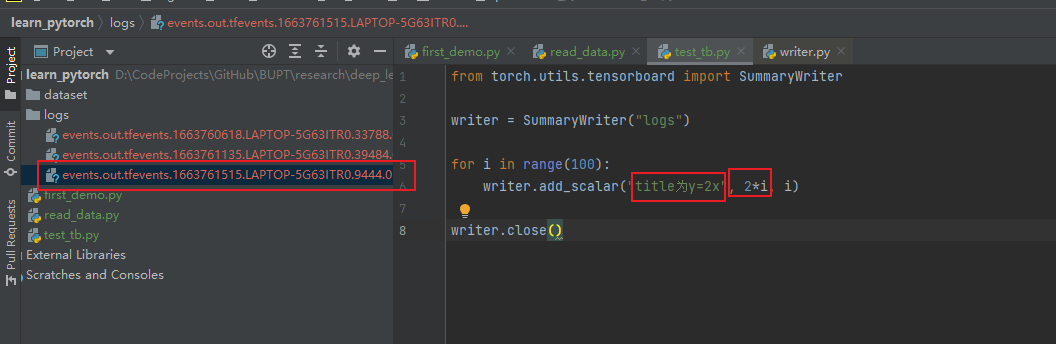 learn_pytorch logs events.out.tfevents.1663761515.LAPTOP-5G63ITR0....
Project
first_demo.py read_data.py test_tb.py writer.py
Project
Commit
Pull Requests
learn_pytorch D:\CodeProjects\GitHub\BUPT\research\deep_le
dataset
logs
events.out.tfevents.1663760618.LAPTOP-5G63ITR0.33788.
events.out.tfevents.1663761135.LAPTOP-5G63ITR0.39484.
events.out.tfevents.1663761515.LAPTOP-5G63ITR0.9444.0
first_demo.py
read_data.py
test_tb.py
External Libraries
Scratches and Consoles
1 from torch.utils.tensorboard import SummaryWriter
2
3 writer = SummaryWriter("logs")
4
5 for i in range(100):
6 writer.add_scalar("title为y=2x", 2*i, i)
7
8 writer.close()